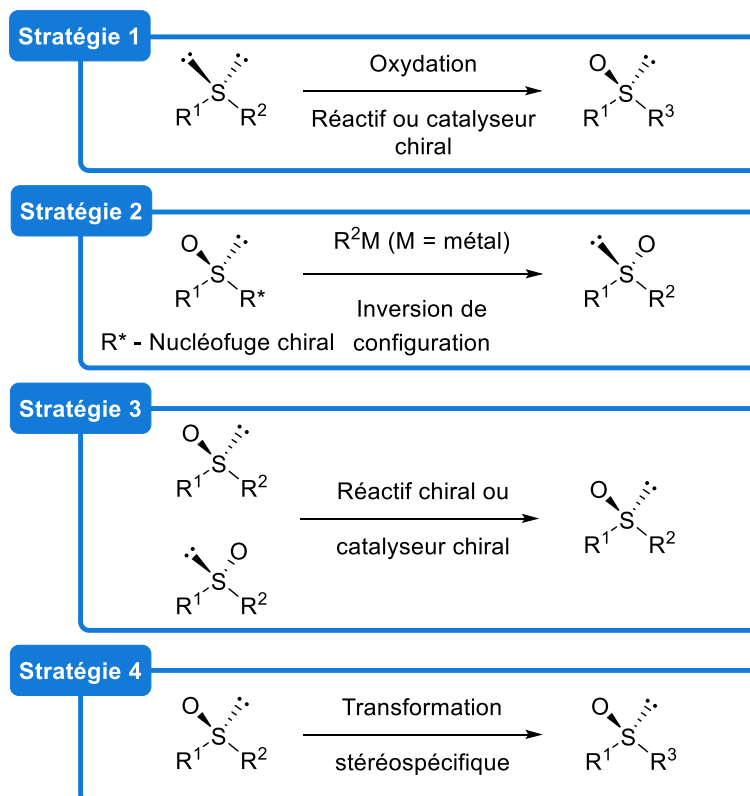 Stratégie 1
Oxydation
S R¹ R²
O S R¹ R³
Réactif ou catalyseur
chiral
Stratégie 2
O S R¹ R*
R²M (M = métal)
O S R¹ R²
Inversion de
R* - Nucléofuge chiral configuration
Stratégie 3
O S R¹ R²
Réactif chiral ou
catalyseur chiral
O S R¹ R²
O S R¹ R²
Stratégie 4
O S R¹ R²
Transformation
stéréospécifique
O S R¹ R³